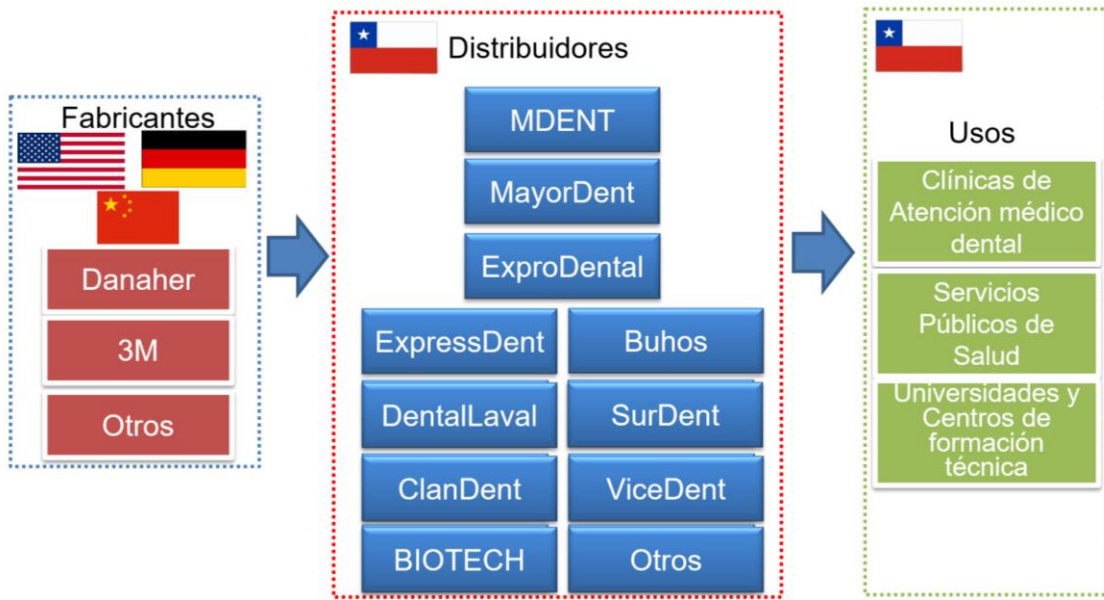 Fabricantes
Danaher
3M
Otros
Distribuidores
MDENT
MayorDent
ExproDental
ExpressDent
Buhos
DentalLaval
SurDent
ClanDent
ViceDent
BIOTECH
Otros
Usos
Clínicas de
Atención médico
dental
Servicios
Públicos de
Salud
Universidades y
Centros de
formación
técnica